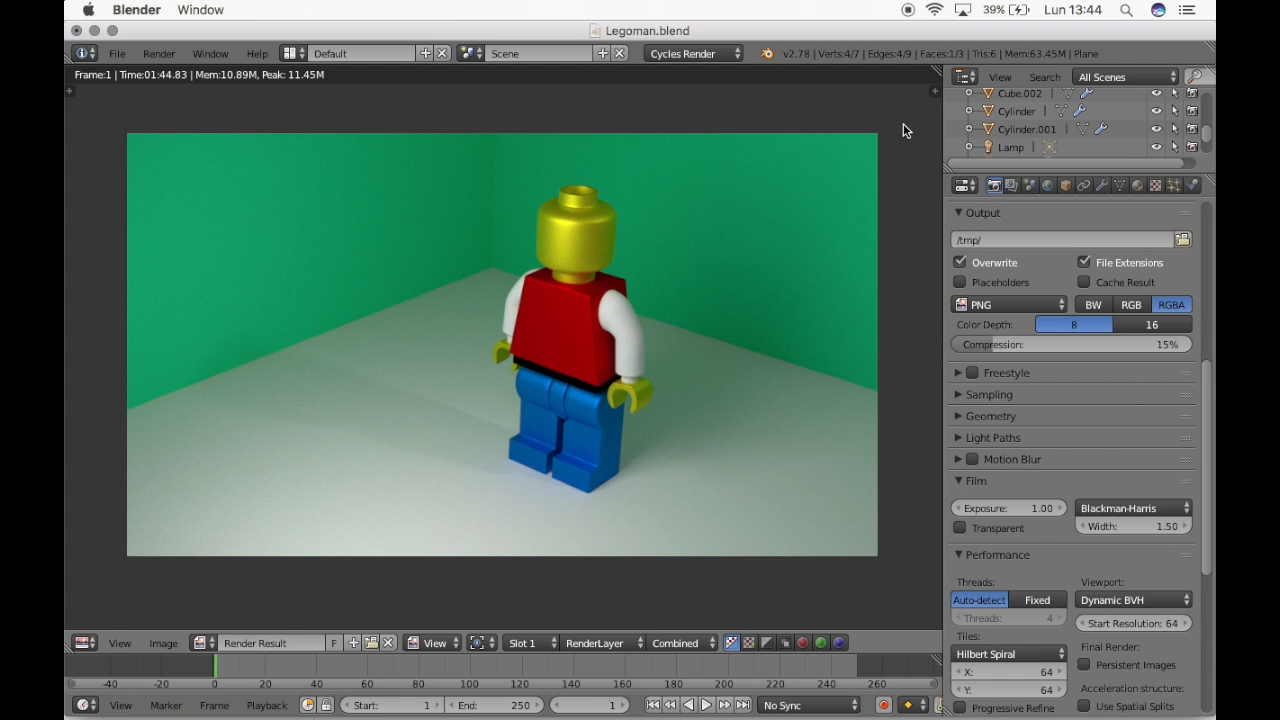 Blender Window 39% Lun 13:44
Legoman.blend
File Render Window Help Default Scene Cycles Render v2.78 | Verts:4/7 | Edges:4/9 | Faces:1/3 | Tris:6 | Mem:63.45M | Plane
Frame:1 | Time:01:44.83 | Mem:10.89M, Peak: 11.45M
View Search All Scenes
Cube.002
Cylinder
Cylinder.001
Lamp
Output
/tmp/
Overwrite File Extensions
Placeholders Cache Result
PNG BW RGB RGBA
Color Depth: 8 16
Compression: 15%
Freestyle
Sampling
Geometry
Light Paths
Motion Blur
Film
Exposure: 1.00 Blackman-Harris
Transparent Width: 1.50
Performance
Threads: Viewport:
Auto-detect Fixed Dynamic BVH
Threads: 4 Start Resolution: 64
Tiles: Final Render:
Hilbert Spiral Persistent Images
X: 64
Y: 64 Acceleration structure:
Progressive Refine Use Spatial Splits
View Image Render Result F View Slot 1 RenderLayer Combined
-40 -20 0 20 40 60 80 100 120 140 160 180 200 220 240 260
View Marker Frame Playback Start: 1 End: 250 1 No Sync